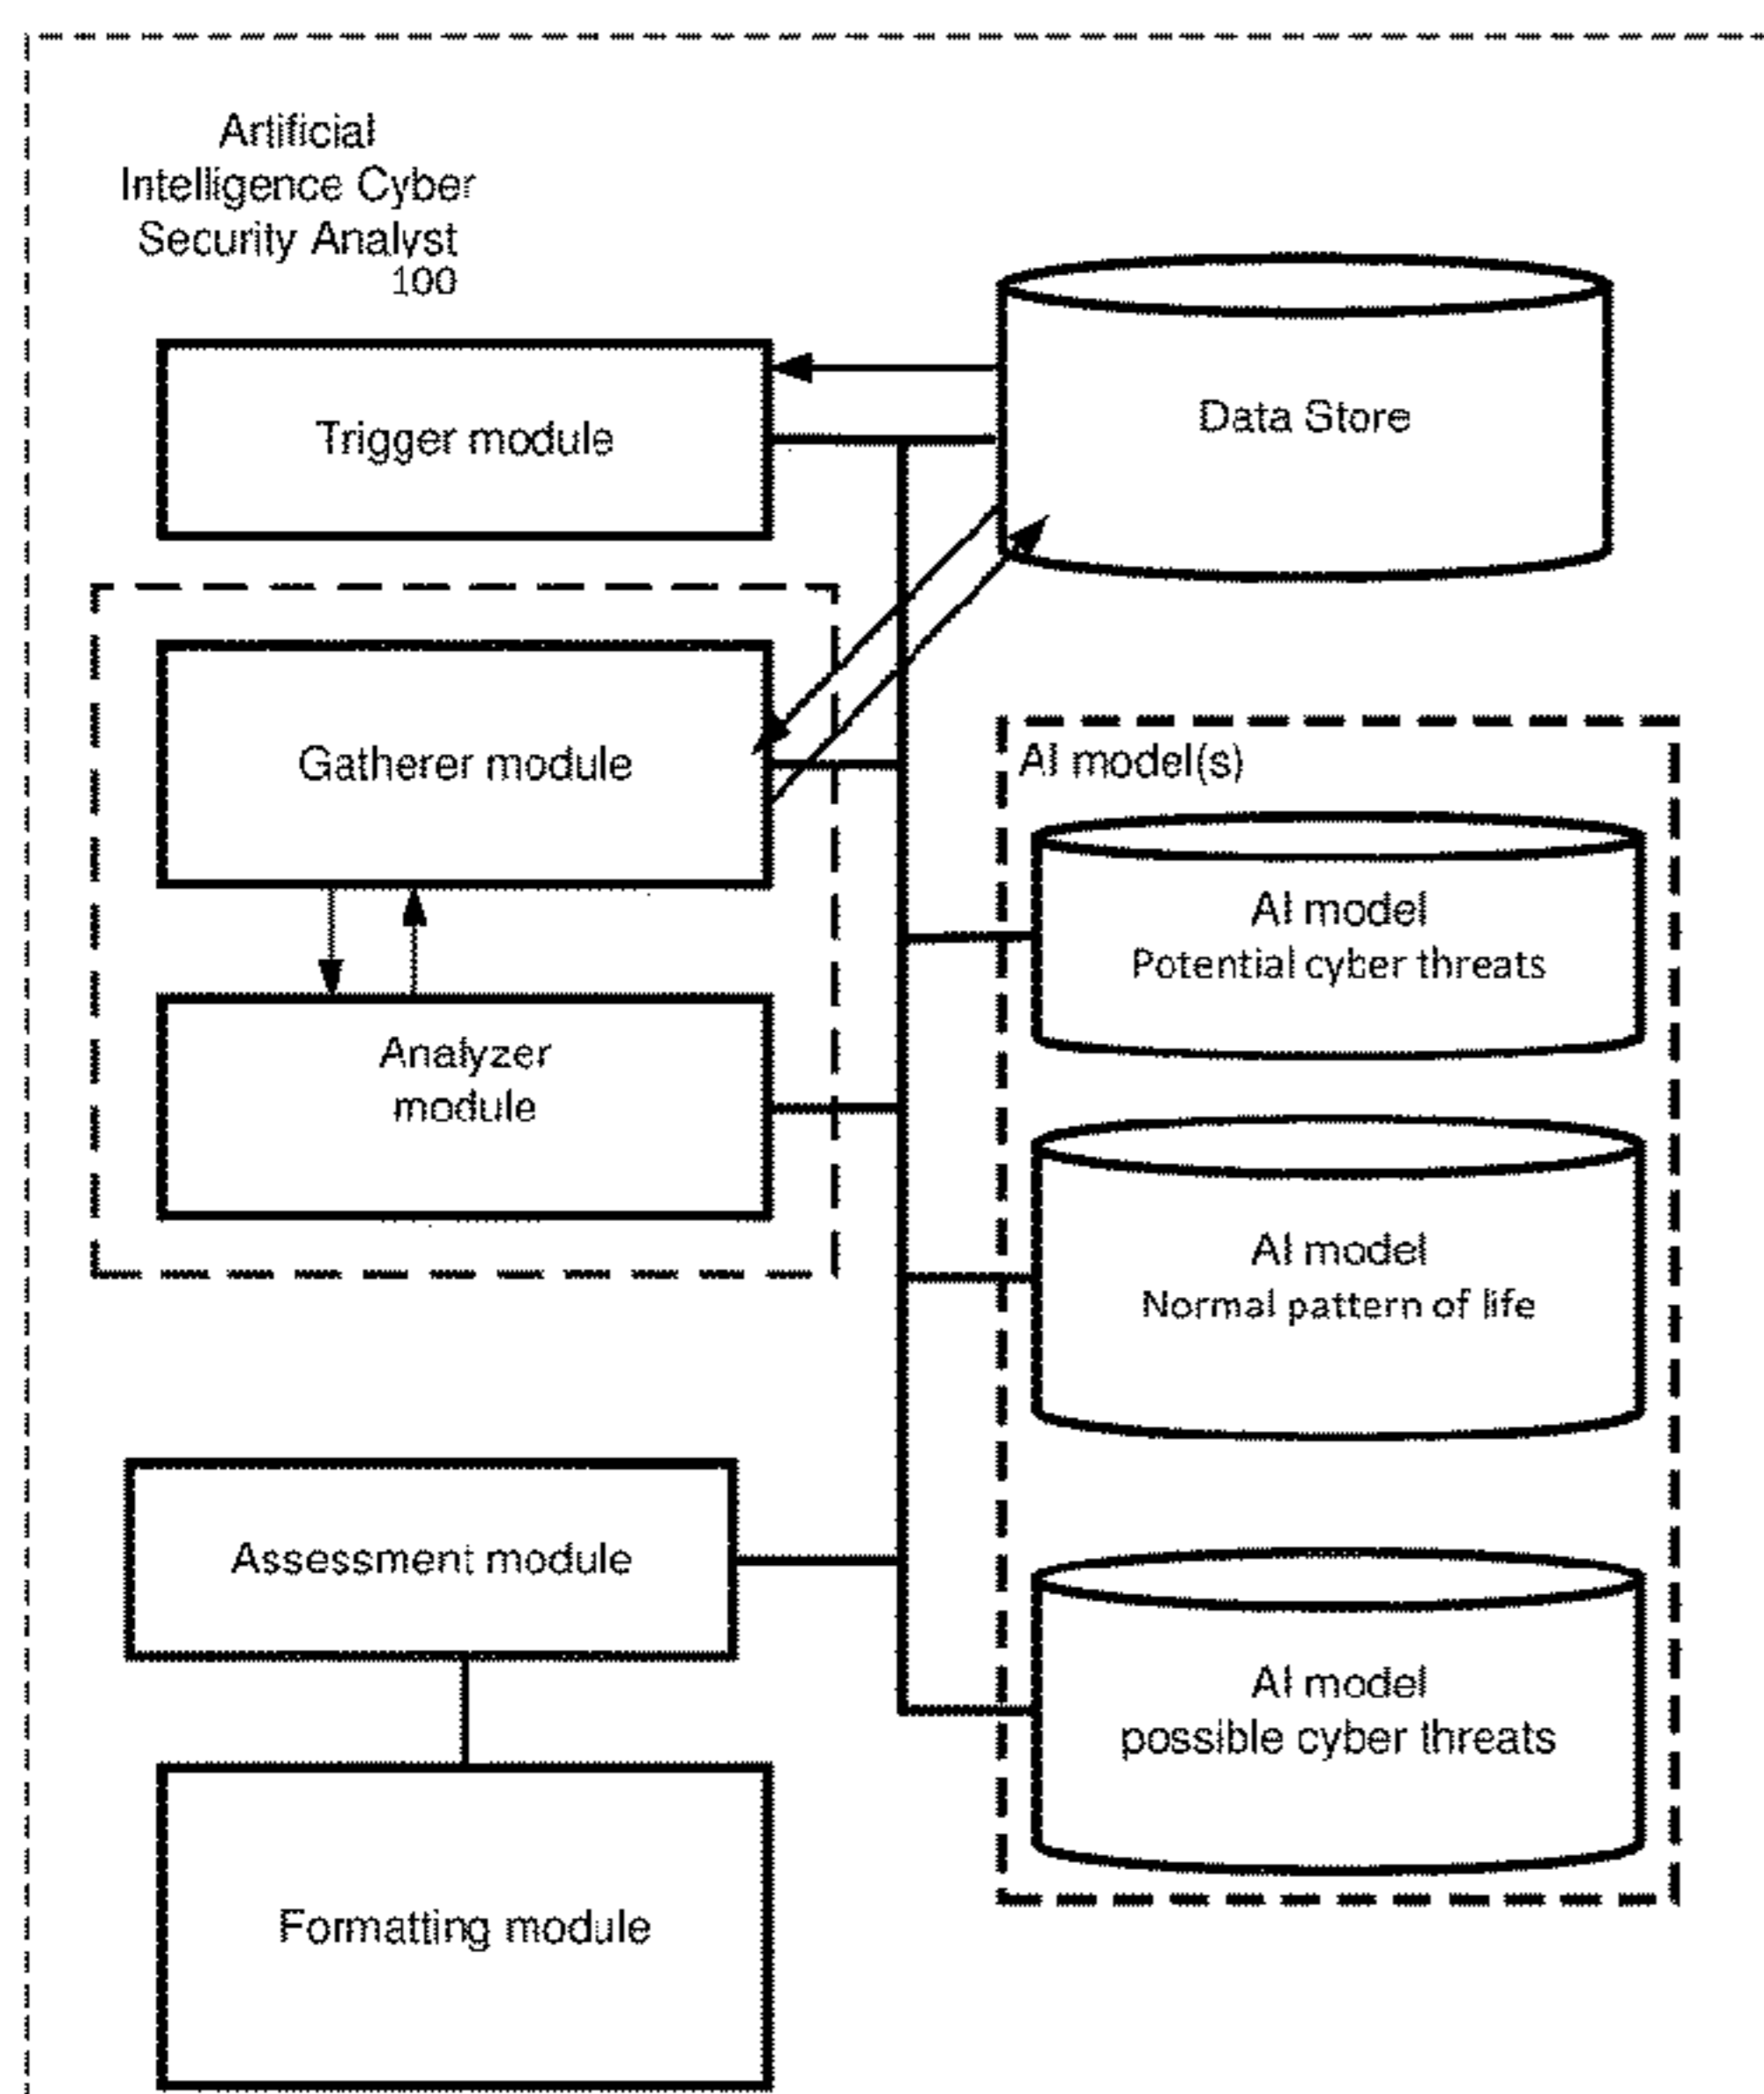 Artificial
Intelligence Cyber
Security Analyst
100
Trigger module
Data Store
Gatherer module
AI model(s)
AI model
Potential cyber threats
Analyzer
module
AI model
Normal pattern of life
Assessment module
AI model
possible cyber threats
Formatting module